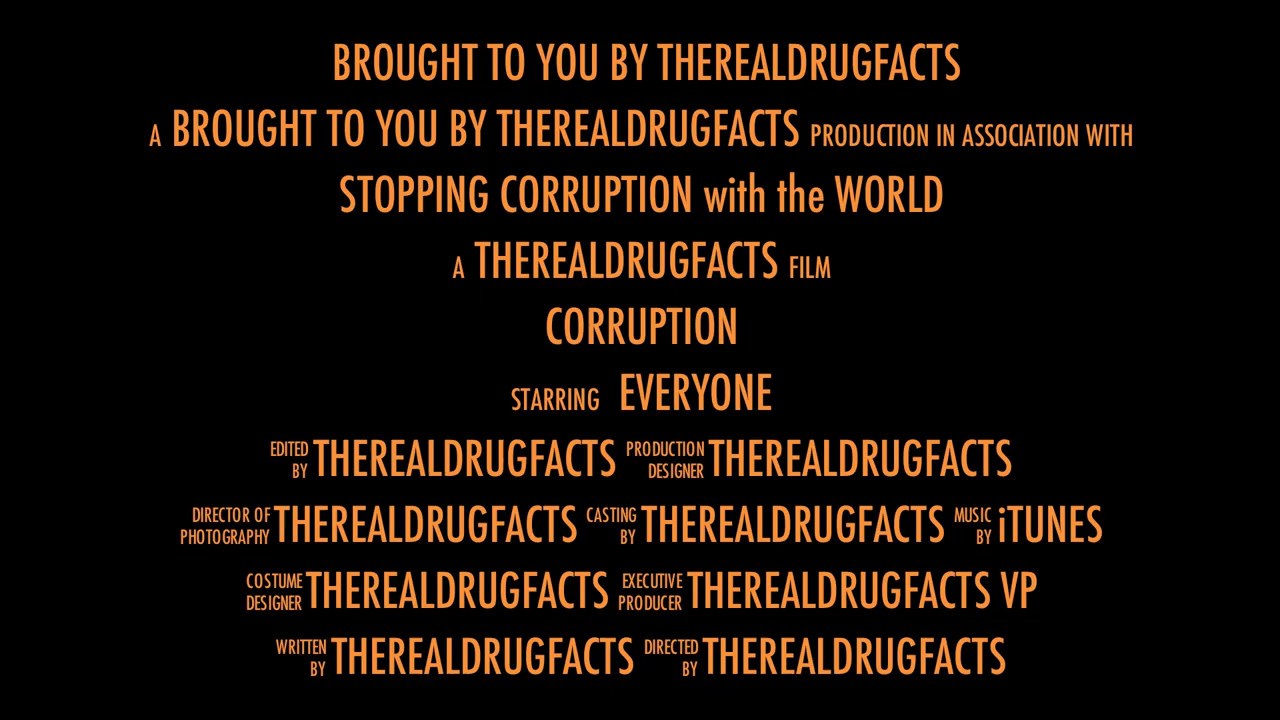 BROUGHT TO YOU BY THEREALDRUGFACTS
A BROUGHT TO YOU BY THEREALDRUGFACTS PRODUCTION IN ASSOCIATION WITH
STOPPING CORRUPTION with the WORLD
A THEREALDRUGFACTS FILM
CORRUPTION
STARRING EVERYONE
EDITED BY THEREALDRUGFACTS PRODUCTION DESIGNER THEREALDRUGFACTS
DIRECTOR OF PHOTOGRAPHY THEREALDRUGFACTS CASTING BY THEREALDRUGFACTS MUSIC BY iTUNES
COSTUME DESIGNER THEREALDRUGFACTS EXECUTIVE PRODUCER THEREALDRUGFACTS VP
WRITTEN BY THEREALDRUGFACTS DIRECTED BY THEREALDRUGFACTS